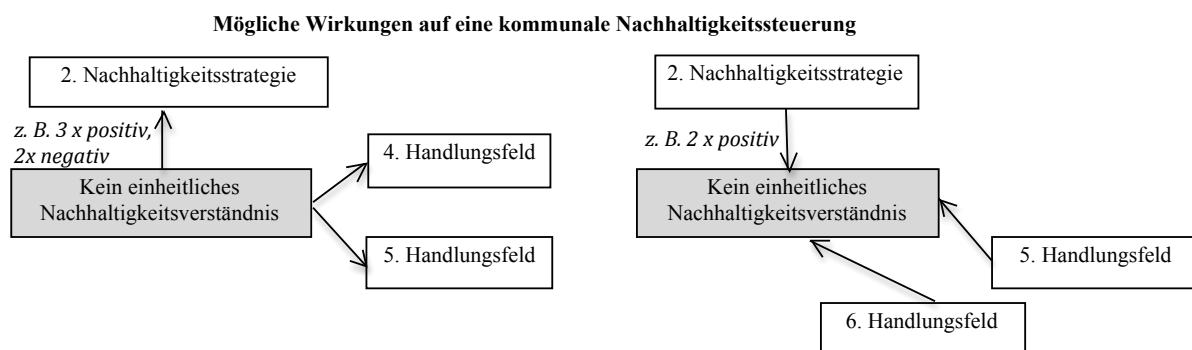 Mögliche Wirkungen auf eine kommunale Nachhaltigkeitssteuerung
2. Nachhaltigkeitsstrategie
z. B. 3 x positiv,
2x negativ
Kein einheitliches
Nachhaltigkeitsverständnis
4. Handlungsfeld
5. Handlungsfeld
2. Nachhaltigkeitsstrategie
z. B. 2 x positiv
Kein einheitliches
Nachhaltigkeitsverständnis
5. Handlungsfeld
6. Handlungsfeld